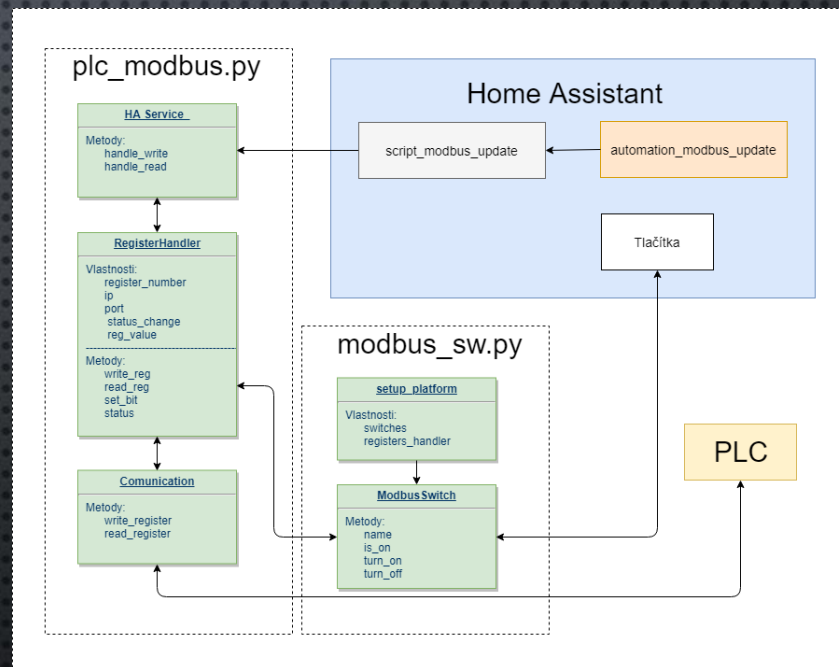 plc_modbus.py
HA Service_
Metody:
handle_write
handle_read
RegisterHandler
Vlastnosti:
register_number
ip
port
status_change
reg_value
Metody:
write_reg
read_reg
set_bit
status
Comunication
Metody:
write_register
read_register
Home Assistant
script_modbus_update
automation_modbus_update
Tlačítka
modbus_sw.py
setup_platform
Vlastnosti:
switches
registers_handler
ModbusSwitch
Metody:
name
is_on
turn_on
turn_off
PLC